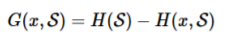 G(x, 𝒮) = H(𝒮) − H(x, 𝒮)